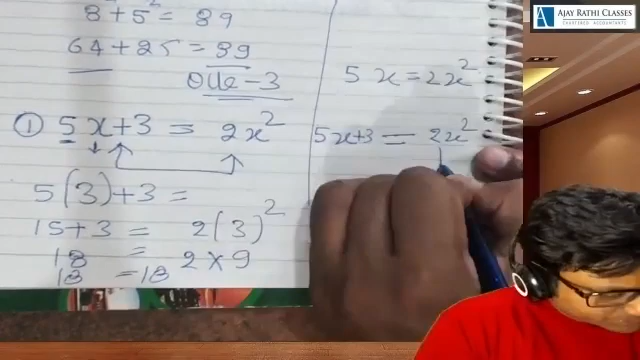 8² + 5² = 89
64 + 25 = 89
Que - 3
① 5x + 3 = 2x²
5(3) + 3 =
15 + 3 = 2(3)²
18 = 2 × 9
18 = 18
5x = 2x²
5x+3 = 2x²
AJAY RATHI CLASSES
CHARTERED ACCOUNTANTS